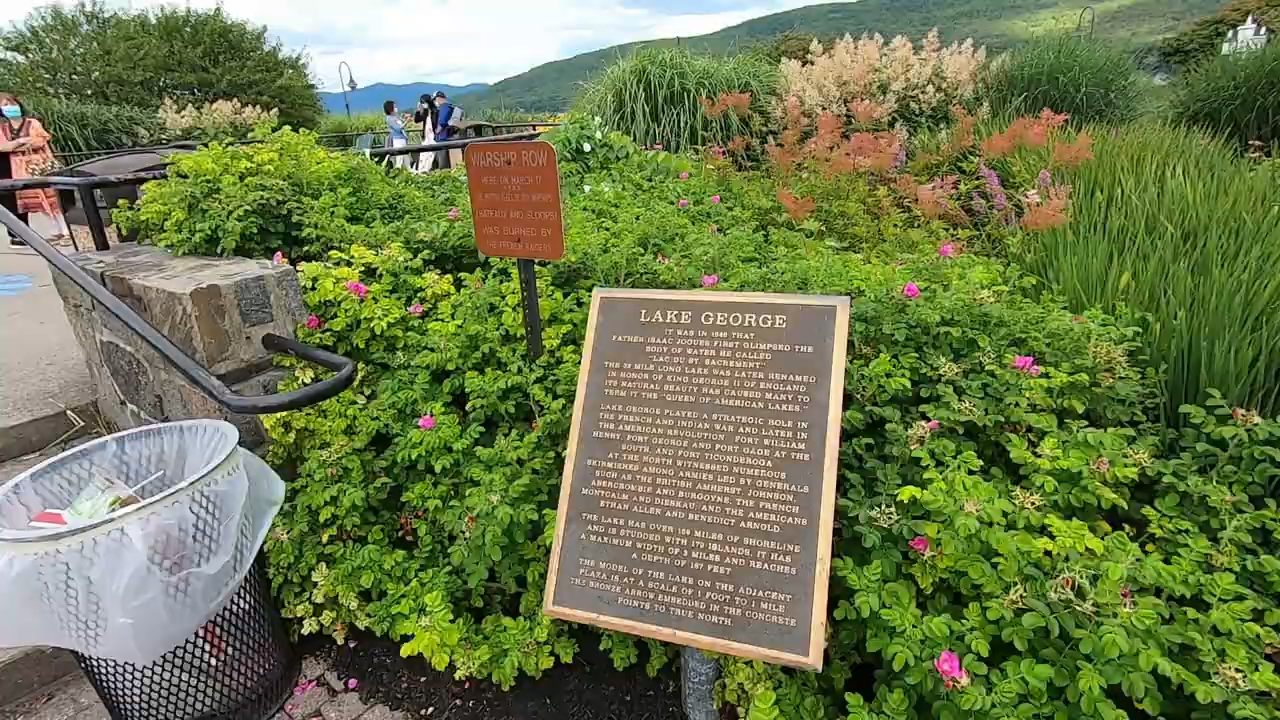 WARSHIP ROW
HERE ON MARCH 17
(BATEAUX AND SLOOPS)
WAS BURNED BY
THE FRENCH RAIDERS
LAKE GEORGE
IT WAS IN 1646 THAT
FATHER ISAAC JOGUES FIRST GLIMPSED THE
BODY OF WATER HE CALLED
"LAC DU ST. SACREMENT"
THE 32 MILE LONG LAKE WAS LATER RENAMED
IN HONOR OF KING GEORGE II OF ENGLAND
ITS NATURAL BEAUTY HAS CAUSED MANY TO
TERM IT THE "QUEEN OF AMERICAN LAKES."
LAKE GEORGE PLAYED A STRATEGIC ROLE IN
THE FRENCH AND INDIAN WAR AND LATER IN
THE AMERICAN REVOLUTION. FORT WILLIAM
HENRY, FORT GEORGE AND FORT GAGE AT THE
SOUTH, AND FORT TICONDEROGA
AT THE NORTH WITNESSED NUMEROUS
SKIRMISHES AMONG ARMIES LED BY GENERALS
SUCH AS THE BRITISH AMHERST, JOHNSON,
ABERCROMBIE AND BURGOYNE, THE FRENCH
MONTCALM AND DIESKAU, AND THE AMERICANS
ETHAN ALLEN AND BENEDICT ARNOLD.
THE LAKE HAS OVER MILES OF SHORELINE
AND IS STUDDED WITH ISLANDS, IT HAS
A MAXIMUM WIDTH OF 3 MILES AND REACHES
A DEPTH OF 187 FEET
THE MODEL OF THE LAKE ON THE ADJACENT
PLAZA IS AT A SCALE OF 1 FOOT TO 1 MILE
THE BRONZE ARROW EMBEDDED IN THE CONCRETE
POINTS TO TRUE NORTH.